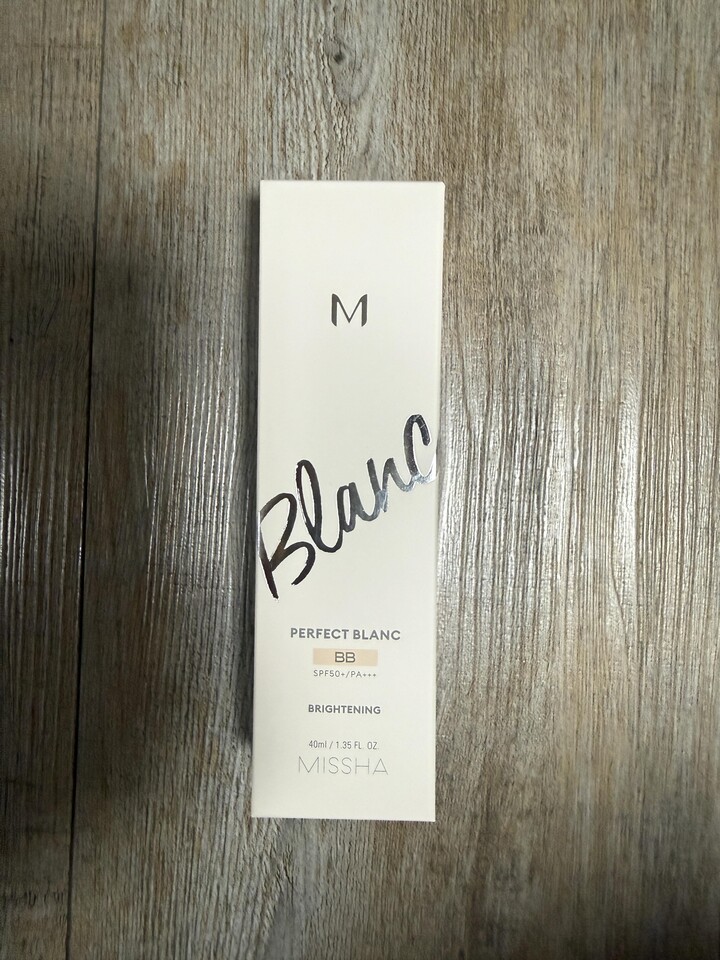 M
Blanc
PERFECT BLANC
BB
SPF50+/PA+++
BRIGHTENING
40ml / 1.35 FL. OZ.
MISSHA